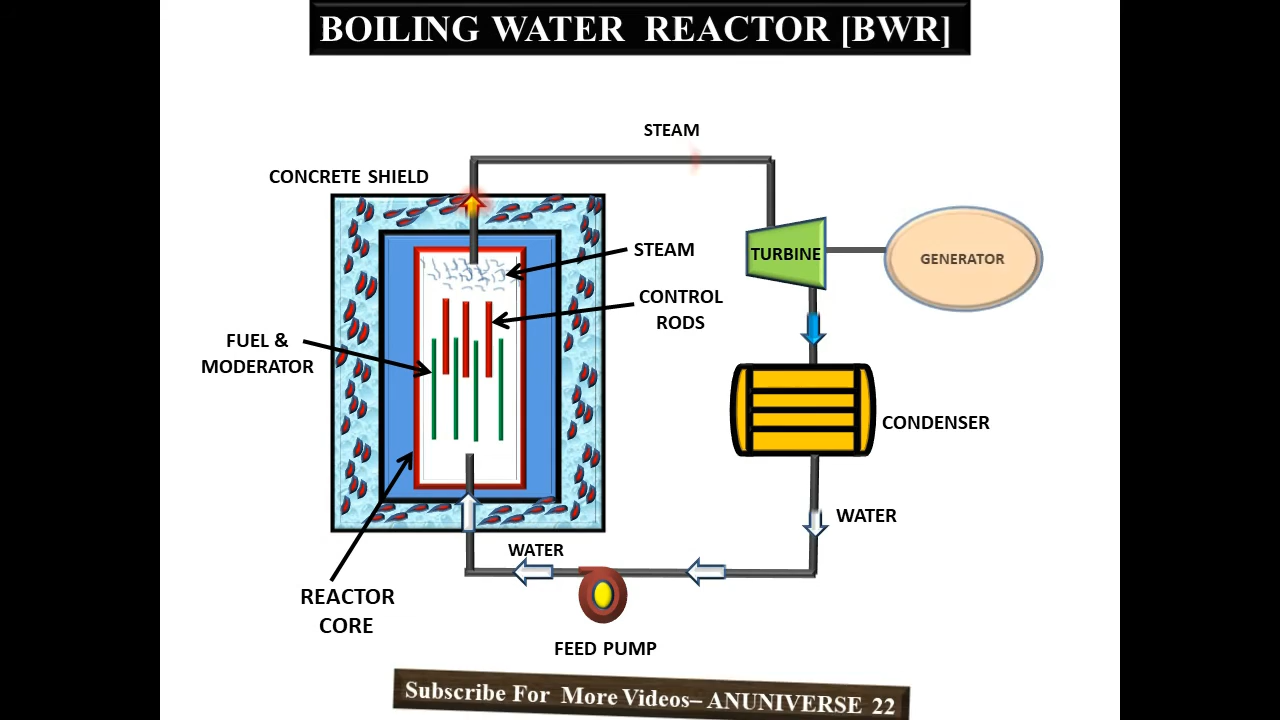 BOILING WATER REACTOR [BWR]
STEAM
CONCRETE SHIELD
STEAM
TURBINE
GENERATOR
CONTROL
RODS
FUEL &
MODERATOR
CONDENSER
WATER
WATER
REACTOR
CORE
FEED PUMP
Subscribe For More Videos– ANUNIVERSE 22